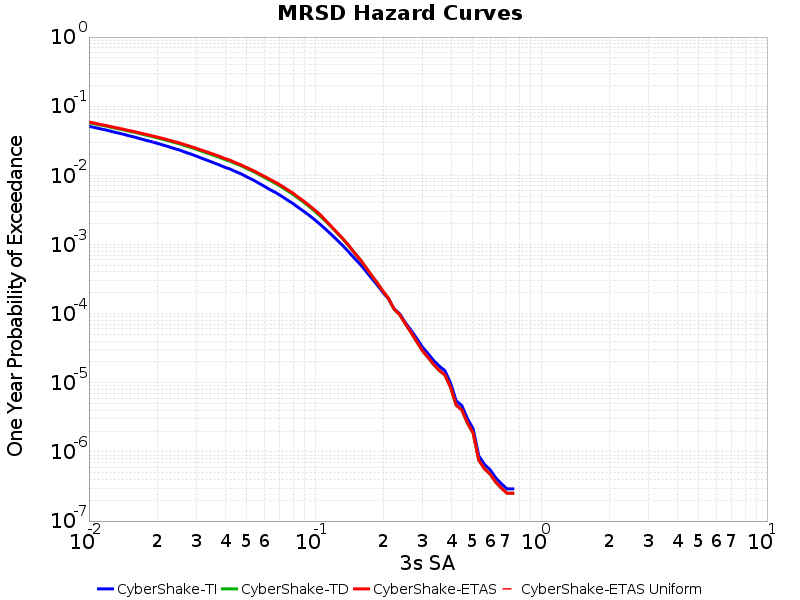 MRSD Hazard Curves
One Year Probability of Exceedance
10^0
10^-1
10^-2
10^-3
10^-4
10^-5
10^-6
10^-7
10^-2 2 3 4 5 6 10^-1 2 3 4 5 6 7 10^0 2 3 4 5 6 7 10^1
3s SA
CyberShake-TI CyberShake-TD CyberShake-ETAS CyberShake-ETAS Uniform